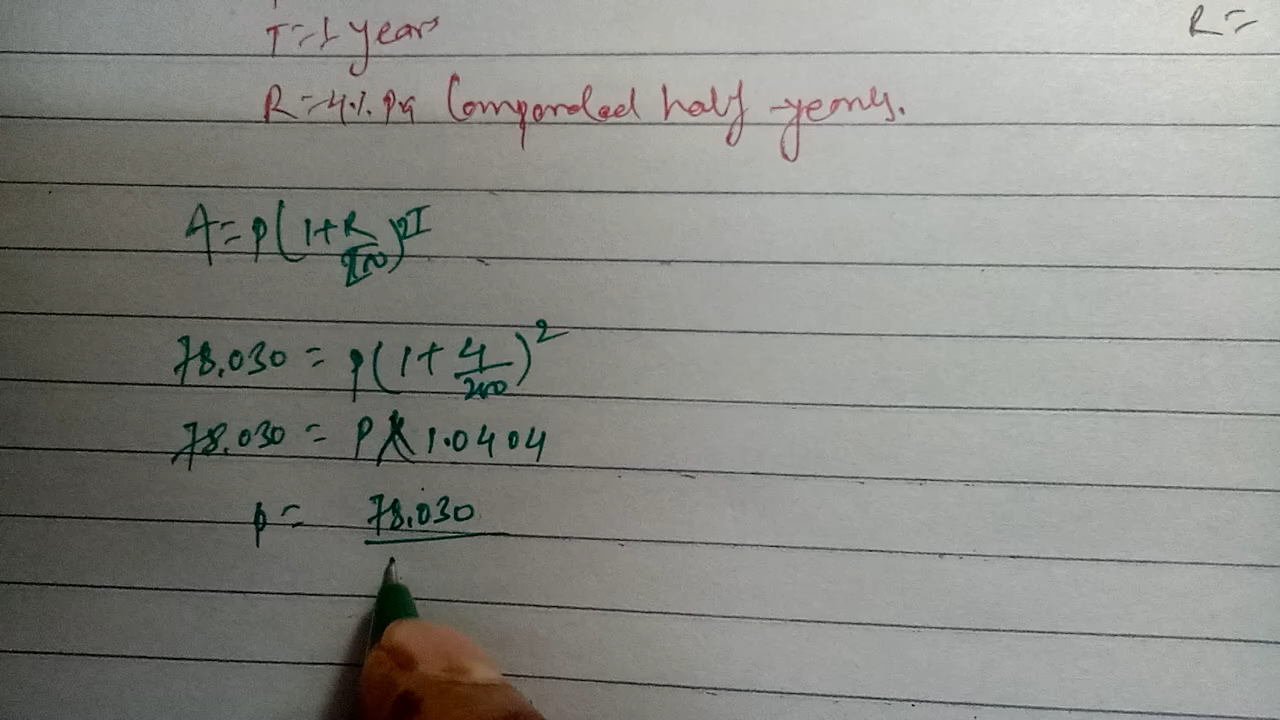 T=1 years
R=
R=4% Pa Componded half yearly.
A=P(1+R/200)^2T
78,030 = P(1+4/200)^2
78,030 = P X 1.0404
P = 78,030